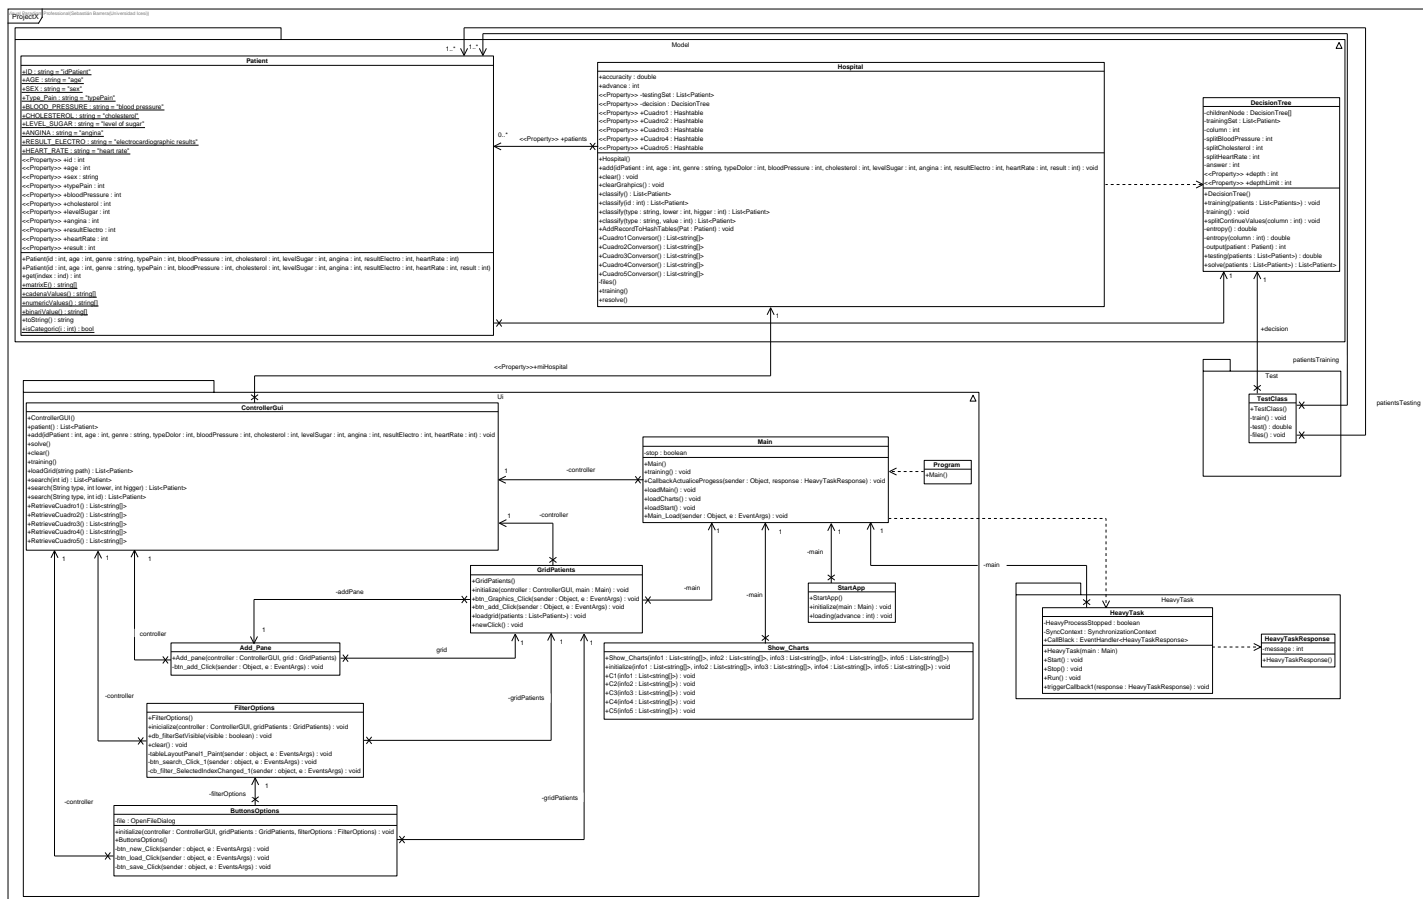 ProjectX
Model
1..*
1..*
Patient
+ID : string = "idPatient"
+AGE : string = "age"
+SEX : string = "sex"
+Type_Pain : string = "typePain"
+BLOOD_PRESSURE : string = "blood pressure"
+CHOLESTEROL : string = "cholesterol"
+LEVEL_SUGAR : string = "level of sugar"
+ANGINA : string = "angina"
+RESULT_ELECTRO : string = "electrocardiographic results"
+HEART_RATE : string = "heart rate"
<<Property>> +id : int
<<Property>> +age : int
<<Property>> +sex : string
<<Property>> +typePain : int
<<Property>> +bloodPressure : int
<<Property>> +cholesterol : int
<<Property>> +levelSugar : int
<<Property>> +angina : int
<<Property>> +resultElectro : int
<<Property>> +heartRate : int
<<Property>> +result : int
+Patient(id : int, age : int, genre : string, typePain : int, bloodPressure : int, cholesterol : int, levelSugar : int, angina : int, resultElectro : int, heartRate : int)
+Patient(id : int, age : int, genre : string, typePain : int, bloodPressure : int, cholesterol : int, levelSugar : int, angina : int, resultElectro : int, heartRate : int, result : int)
+get(index : ind) : int
+matrixE() : string[]
+cadenaValues() : string[]
+numericValues() : string[]
+binariValue() : string[]
+toString() : string
+isCategoric(i : int) : bool
0..*
<<Property>> +patients
Hospital
+accuracity : double
+advance : int
<<Property>> -testingSet : List<Patient>
<<Property>> -decision : DecisionTree
<<Property>> +Cuadro1 : Hashtable
<<Property>> +Cuadro2 : Hashtable
<<Property>> +Cuadro3 : Hashtable
<<Property>> +Cuadro4 : Hashtable
<<Property>> +Cuadro5 : Hashtable
+Hospital()
+add(idPatient : int, age : int, genre : string, typeDolor : int, bloodPressure : int, cholesterol : int, levelSugar : int, angina : int, resultElectro : int, heartRate : int, result : int) : void
+clear() : void
+clearGrahpics() : void
+classify() : List<Patient>
+classify(id : int) : List<Patient>
+classify(type : string, lower : int, higger : int) : List<Patient>
+classify(type : string, value : int) : List<Patient>
+AddRecordToHashTables(Pat : Patient) : void
+Cuadro1Conversor() : List<string[]>
+Cuadro2Conversor() : List<string[]>
+Cuadro3Conversor() : List<string[]>
+Cuadro4Conversor() : List<string[]>
+Cuadro5Conversor() : List<string[]>
-files()
+training()
+resolve()
DecisionTree
-childrenNode : DecisionTree[]
-trainingSet : List<Patient>
-column : int
-splitBloodPressure : int
-splitCholesterol : int
-splitHeartRate : int
-answer : int
<<Property>> +depth : int
<<Property>> +depthLimit : int
+DecisionTree()
+training(patients : List<Patients>) : void
-training() : void
+splitContinueValues(column : int) : void
-entropy() : double
-entropy(column : int) : double
-output(patient : Patient) : int
+testing(patients : List<Patient>) : double
+solve(patients : List<Patient>) : List<Patient>
1
1
1
+decision
<<Property>>+miHospital
patientsTraining
patientsTesting
Test
TestClass
+TestClass()
-train() : void
-test() : double
-files() : void
Ui
ControllerGui
+ControllerGUI()
+patient() : List<Patient>
+add(idPatient : int, age : int, genre : string, typeDolor : int, bloodPressure : int, cholesterol : int, levelSugar : int, angina : int, resultElectro : int, heartRate : int) : void
+solve()
+clear()
+training()
+loadGrid(string path) : List<Patient>
+search(int id) : List<Patient>
+search(String type, int lower, int higger) : List<Patient>
+search(String type, int id) : List<Patient>
+RetrieveCuadro1() : List<string[]>
+RetrieveCuadro2() : List<string[]>
+RetrieveCuadro3() : List<string[]>
+RetrieveCuadro4() : List<string[]>
+RetrieveCuadro5() : List<string[]>
1
-controller
1
-controller
Main
-stop : boolean
+Main()
+training() : void
+CallbackActualiceProgess(sender : Object, response : HeavyTaskResponse) : void
+loadMain() : void
+loadCharts() : void
+loadStart() : void
+Main_Load(sender : Object, e : EventArgs) : void
Program
+Main()
1
1
1
1
1
1
1
-main
-main
-main
-main
GridPatients
+GridPatients()
+initialize(controller : ControllerGUI, main : Main) : void
+btn_Graphics_Click(sender : Object, e : EventArgs) : void
+btn_add_Click(sender : Object, e : EventArgs) : void
+loadgrid(patients : List<Patient>) : void
+newClick() : void
StartApp
+StartApp()
+initialize(main : Main) : void
+loading(advance : int) : void
HeavyTask
HeavyTask
-HeavyProcessStopped : boolean
-SyncContext : SynchronizationContext
+CallBlack : EventHandler<HeavyTaskResponse>
+HeavyTask(main : Main)
+Start() : void
+Stop() : void
+Run() : void
+triggerCallback1(response : HeavyTaskResponse) : void
HeavyTaskResponse
-message : int
+HeavyTaskResponse()
-addPane
1
controller
Add_Pane
+Add_pane(controller : ControllerGUI, grid : GridPatients)
-btn_add_Click(sender : Object, e : EventArgs) : void
grid
1
1
1
Show_Charts
+Show_Charts(info1 : List<string[]>, info2 : List<string[]>, info3 : List<string[]>, info4 : List<string[]>, info5 : List<string[]>)
+initialize(info1 : List<string[]>, info2 : List<string[]>, info3 : List<string[]>, info4 : List<string[]>, info5 : List<string[]>) : void
+C1(info1 : List<string[]>) : void
+C2(info2 : List<string[]>) : void
+C3(info3 : List<string[]>) : void
+C4(info4 : List<string[]>) : void
+C5(info5 : List<string[]>) : void
-controller
-gridPatients
FilterOptions
+FilterOptions()
+inicialize(controller : ControllerGUI, gridPatients : GridPatients) : void
+db_filterSetVisible(visible : boolean) : void
+clear() : void
-tableLayoutPanel1_Paint(sender : object, e : EventsArgs) : void
-btn_search_Click_1(sender : object, e : EventsArgs) : void
-cb_filter_SelectedIndexChanged_1(sender : object, e : EventsArgs) : void
1
-filterOptions
-controller
-gridPatients
ButtonsOptions
-file : OpenFileDialog
+initialize(controller : ControllerGUI, gridPatients : GridPatients, filterOptions : FilterOptions) : void
+ButtonsOptions()
-btn_new_Click(sender : object, e : EventsArgs) : void
-btn_load_Click(sender : object, e : EventsArgs) : void
-btn_save_Click(sender : object, e : EventsArgs) : void